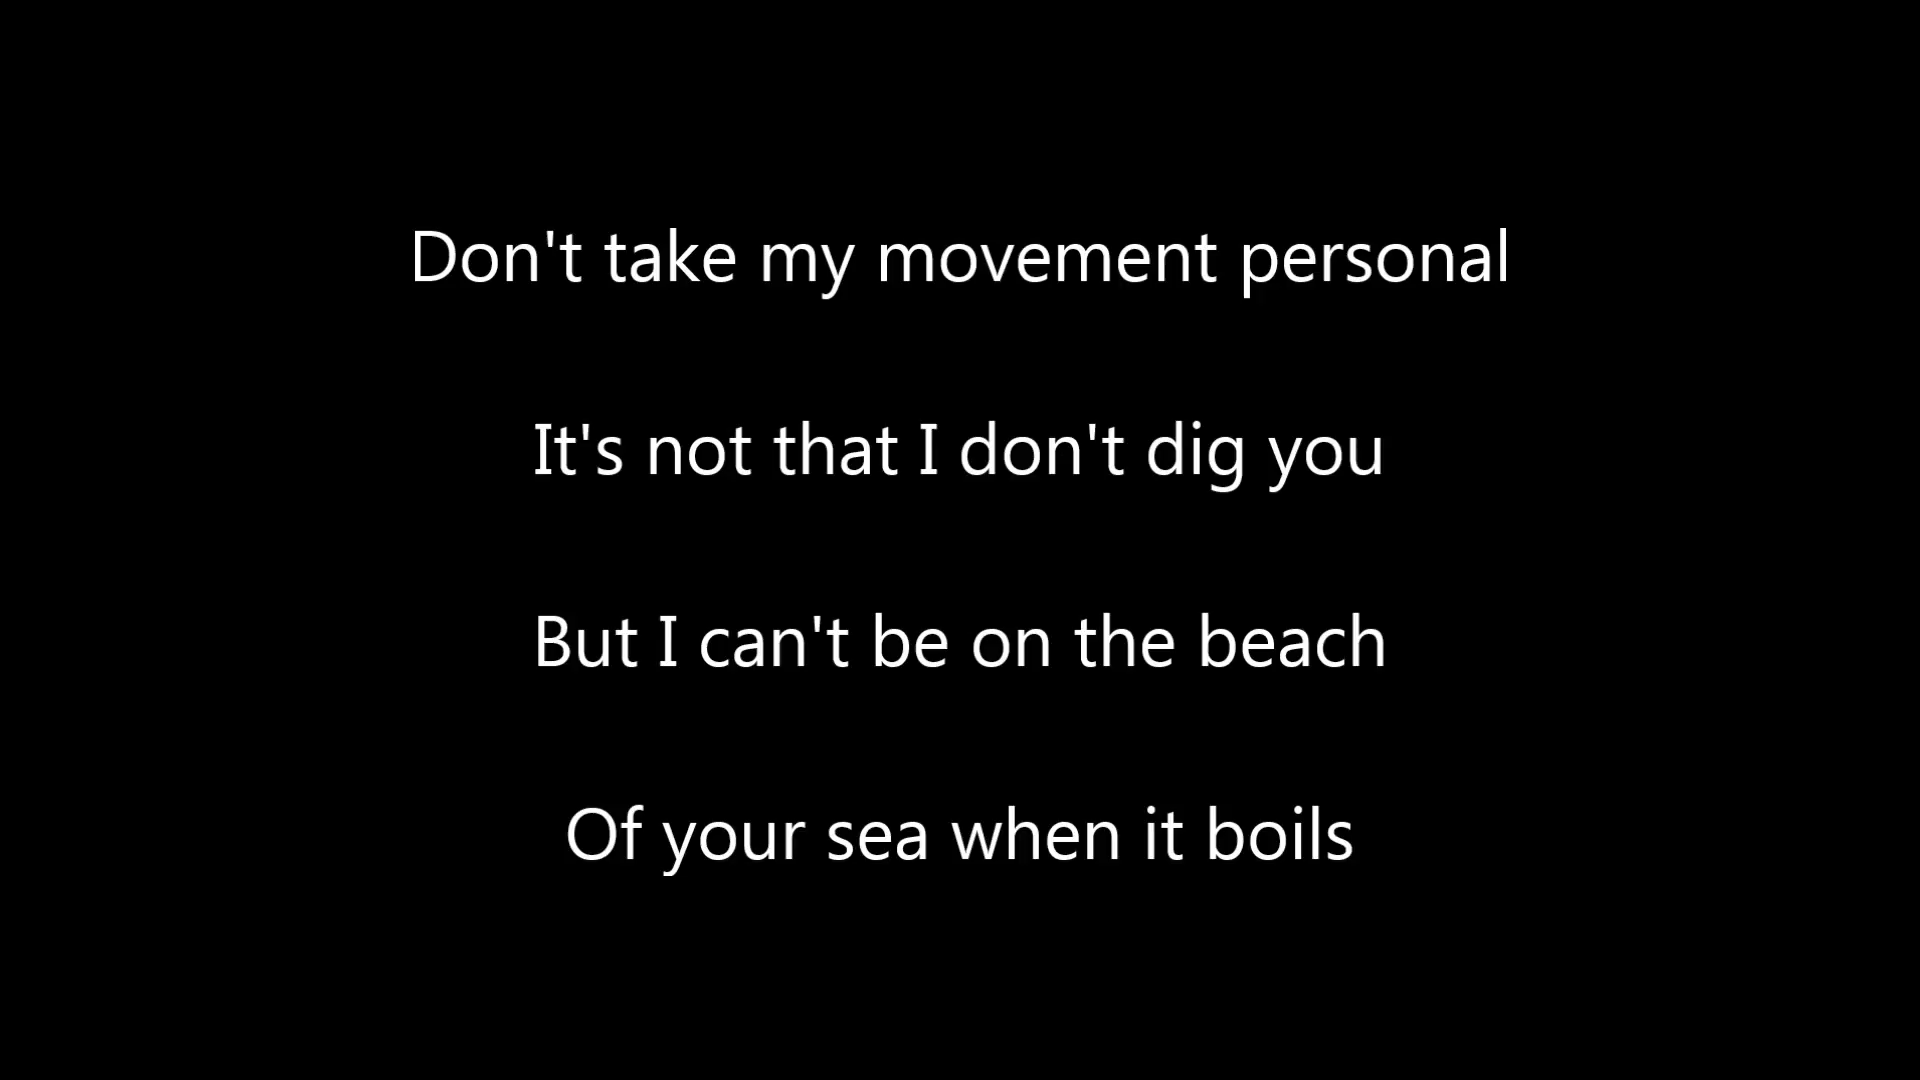 Don't take my movement personal
It's not that I don't dig you
But I can't be on the beach
Of your sea when it boils